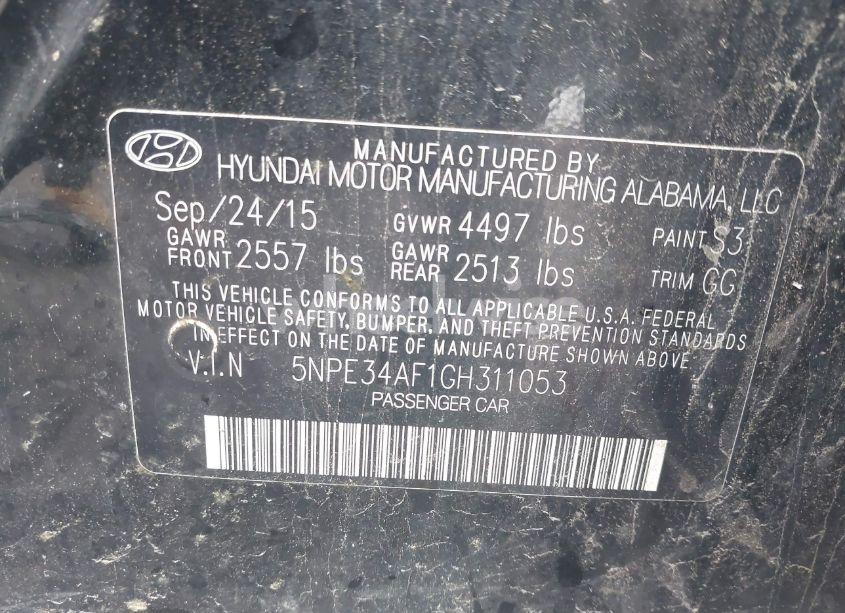 MANUFACTURED BY
HYUNDAI MOTOR MANUFACTURING ALABAMA, LLC
Sep/24/15 GVWR 4497 lbs PAINT S3
GAWR FRONT 2557 lbs GAWR REAR 2513 lbs TRIM GG
THIS VEHICLE CONFORMS TO ALL APPLICABLE U.S.A. FEDERAL
MOTOR VEHICLE SAFETY, BUMPER, AND THEFT PREVENTION STANDARDS
IN EFFECT ON THE DATE OF MANUFACTURE SHOWN ABOVE.
V.I.N 5NPE34AF1GH311053
PASSENGER CAR